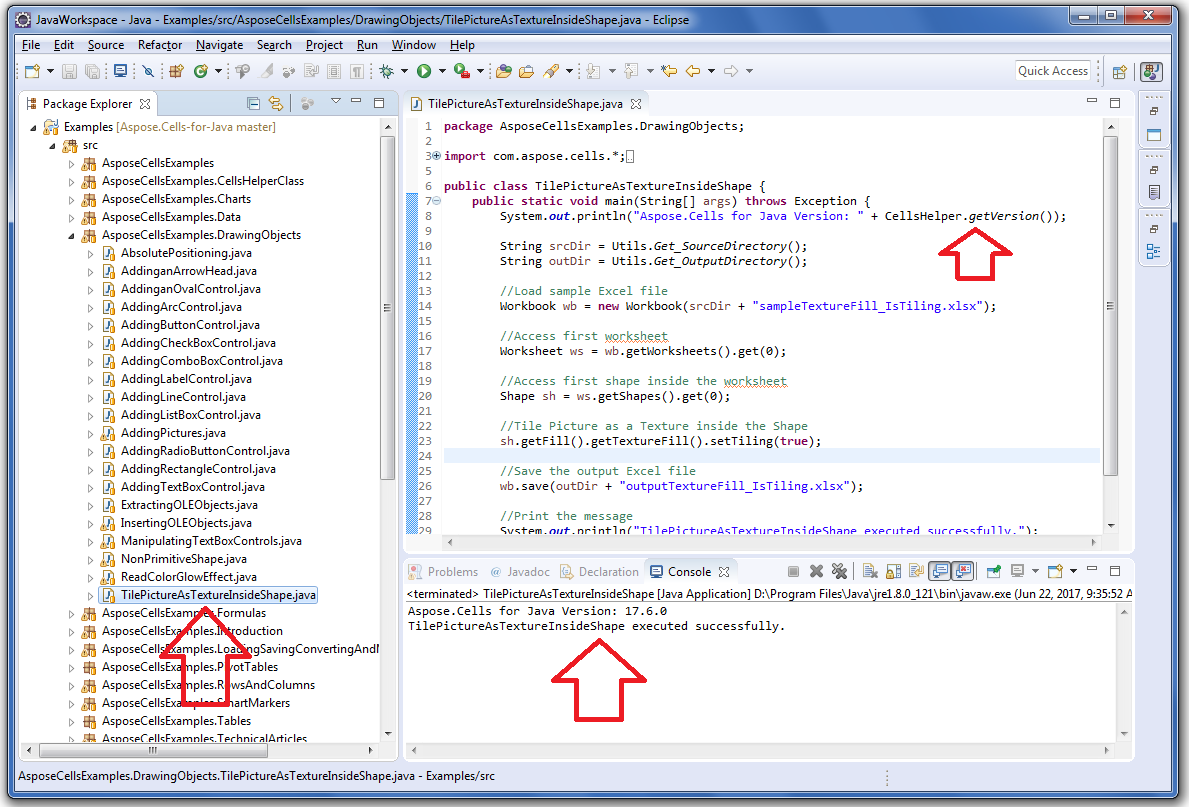 JavaWorkspace - Java - Examples/src/AsposeCellsExamples/DrawingObjects/TilePictureAsTextureInsideShape.java - Eclipse
File Edit Source Refactor Navigate Search Project Run Window Help
Quick Access
Package Explorer
Examples [Aspose.Cells-for-Java master]
src
AsposeCellsExamples
AsposeCellsExamples.CellsHelperClass
AsposeCellsExamples.Charts
AsposeCellsExamples.Data
AsposeCellsExamples.DrawingObjects
AbsolutePositioning.java
AddinganArrowHead.java
AddinganOvalControl.java
AddingArcControl.java
AddingButtonControl.java
AddingCheckBoxControl.java
AddingComboBoxControl.java
AddingLabelControl.java
AddingLineControl.java
AddingListBoxControl.java
AddingPictures.java
AddingRadioButtonControl.java
AddingRectangleControl.java
AddingTextBoxControl.java
ExtractingOLEObjects.java
InsertingOLEObjects.java
ManipulatingTextBoxControls.java
NonPrimitiveShape.java
ReadColorGlowEffect.java
TilePictureAsTextureInsideShape.java
AsposeCellsExamples.Formulas
AsposeCellsExamples.Introduction
AsposeCellsExamples.LoadingSavingConvertingAndM
AsposeCellsExamples.PivotTables
AsposeCellsExamples.RowsAndColumns
AsposeCellsExamples.SmartMarkers
AsposeCellsExamples.Tables
AsposeCellsExamples.TechnicalArticles
TilePictureAsTextureInsideShape.java
1 package AsposeCellsExamples.DrawingObjects;
2
3 import com.aspose.cells.*;
5
6 public class TilePictureAsTextureInsideShape {
7 public static void main(String[] args) throws Exception {
8 System.out.println("Aspose.Cells for Java Version: " + CellsHelper.getVersion());
9
10 String srcDir = Utils.Get_SourceDirectory();
11 String outDir = Utils.Get_OutputDirectory();
12
13 //Load sample Excel file
14 Workbook wb = new Workbook(srcDir + "sampleTextureFill_IsTiling.xlsx");
15
16 //Access first worksheet
17 Worksheet ws = wb.getWorksheets().get(0);
18
19 //Access first shape inside the worksheet
20 Shape sh = ws.getShapes().get(0);
21
22 //Tile Picture as a Texture inside the Shape
23 sh.getFill().getTextureFill().setTiling(true);
24
25 //Save the output Excel file
26 wb.save(outDir + "outputTextureFill_IsTiling.xlsx");
27
28 //Print the message
29 System.out.println("TilePictureAsTextureInsideShape executed successfully.");
Problems @ Javadoc Declaration Console
<terminated> TilePictureAsTextureInsideShape [Java Application] D:\Program Files\Java\jre1.8.0_121\bin\javaw.exe (Jun 22, 2017, 9:35:52 A
Aspose.Cells for Java Version: 17.6.0
TilePictureAsTextureInsideShape executed successfully.
AsposeCellsExamples.DrawingObjects.TilePictureAsTextureInsideShape.java - Examples/src